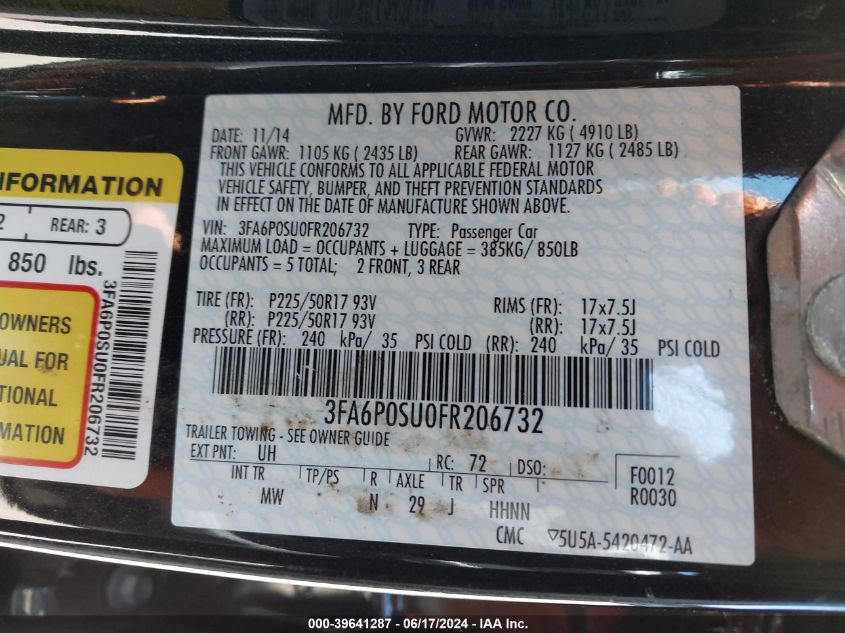 MFD. BY FORD MOTOR CO.
DATE: 11/14 GVWR: 2227 KG ( 4910 LB)
FRONT GAWR: 1105 KG ( 2435 LB) REAR GAWR: 1127 KG ( 2485 LB)
THIS VEHICLE CONFORMS TO ALL APPLICABLE FEDERAL MOTOR
VEHICLE SAFETY, BUMPER, AND THEFT PREVENTION STANDARDS
IN EFFECT ON THE DATE OF MANUFACTURE SHOWN ABOVE.
VIN: 3FA6P0SU0FR206732 TYPE: Passenger Car
MAXIMUM LOAD = OCCUPANTS + LUGGAGE = 385KG/ 850LB
OCCUPANTS = 5 TOTAL; 2 FRONT, 3 REAR
TIRE (FR): P225/50R17 93V RIMS (FR): 17x7.5J
(RR): P225/50R17 93V (RR): 17x7.5J
PRESSURE (FR): 240 kPa/ 35 PSI COLD (RR): 240 kPa/ 35 PSI COLD
3FA6P0SU0FR206732
TRAILER TOWING - SEE OWNER GUIDE
EXT PNT: UH RC: 72 DSO: F0012
INT TR TP/PS R AXLE TR SPR R0030
MW N 29 J HHNN
CMC ▽5U5A-5420472-AA
INFORMATION
2 REAR: 3
850 lbs.
OWNERS
UAL FOR
TIONAL
MATION
3FA6P0SU0FR206732
000-39641287 - 06/17/2024 - IAA Inc.